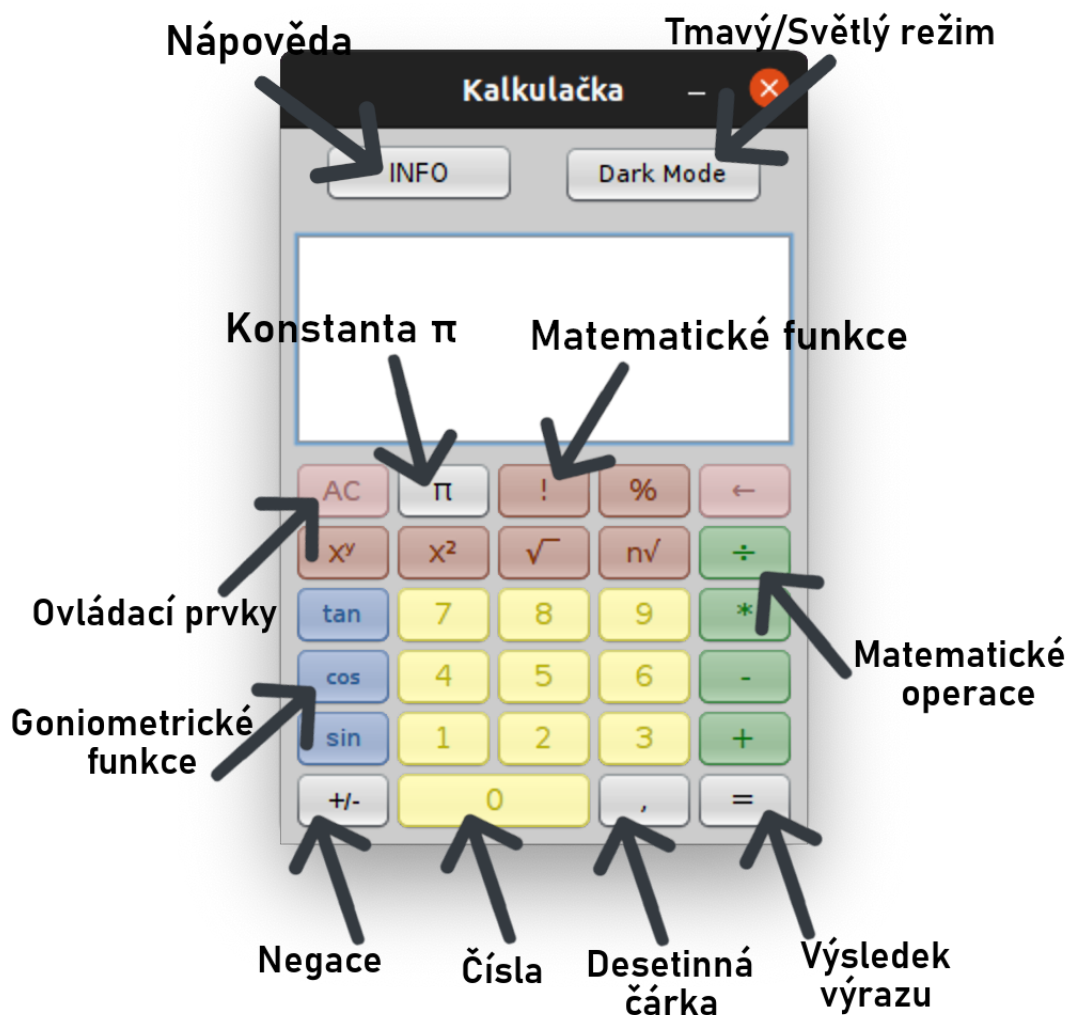 Nápověda
Tmavý/Světlý režim
Kalkulačka
INFO
Dark Mode
Konstanta π
Matematické funkce
AC π ! % ←
xʸ x² √ n√ ÷
Ovládací prvky
tan 7 8 9 *
cos 4 5 6 -
Matematické
operace
Goniometrické
funkce
sin 1 2 3 +
+/- 0 , =
Negace
Čísla
Desetinná
čárka
Výsledek
výrazu